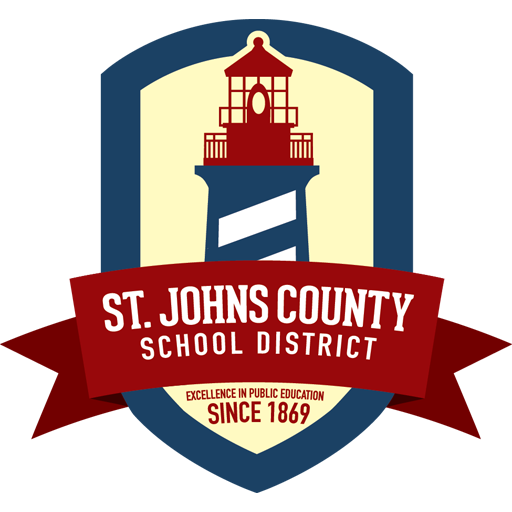 ST. JOHNS COUNTY
SCHOOL DISTRICT
EXCELLENCE IN PUBLIC EDUCATION
SINCE 1869